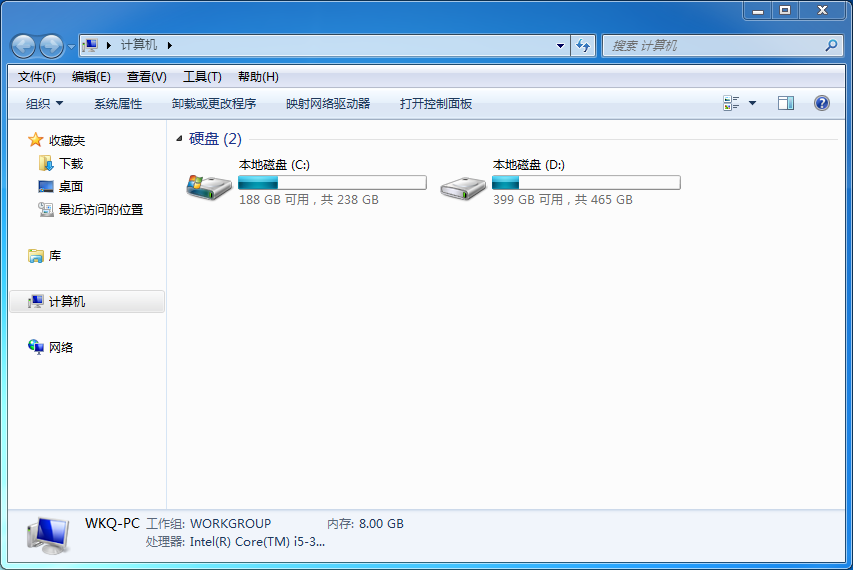 计算机
搜索 计算机
文件(F) 编辑(E) 查看(V) 工具(T) 帮助(H)
组织 系统属性 卸载或更改程序 映射网络驱动器 打开控制面板
收藏夹
下载
桌面
最近访问的位置
库
计算机
网络
硬盘 (2)
本地磁盘 (C:)
188 GB 可用，共 238 GB
本地磁盘 (D:)
399 GB 可用，共 465 GB
WKQ-PC 工作组: WORKGROUP 内存: 8.00 GB
处理器: Intel(R) Core(TM) i5-3...